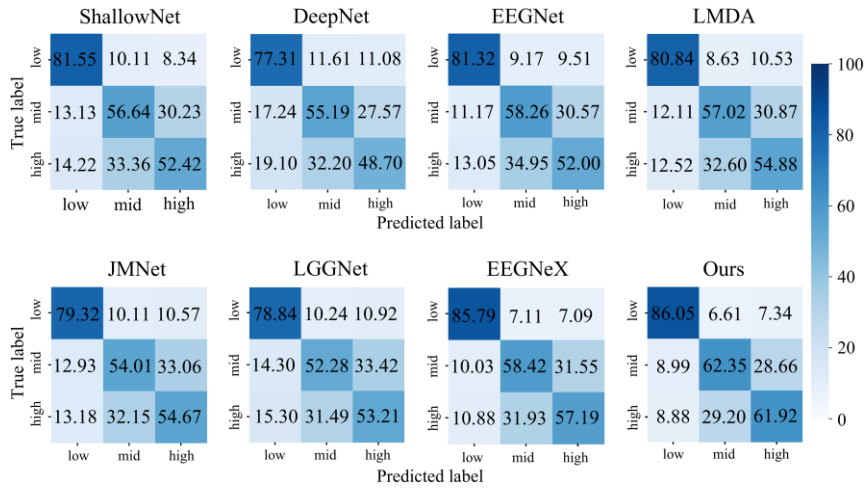 ShallowNet DeepNet EEGNet LMDA
low 81.55 10.11 8.34 low 77.31 11.61 11.08 low 81.32 9.17 9.51 low 80.84 8.63 10.53 100
True label mid 13.13 56.64 30.23 mid 17.24 55.19 27.57 mid 11.17 58.26 30.57 mid 12.11 57.02 30.87 80
high 14.22 33.36 52.42 high 19.10 32.20 48.70 high 13.05 34.95 52.00 high 12.52 32.60 54.88
low mid high low mid high low mid high low mid high
Predicted label 60
JMNet LGGNet EEGNeX Ours
low 79.32 10.11 10.57 low 78.84 10.24 10.92 low 85.79 7.11 7.09 low 86.05 6.61 7.34 40
True label mid 12.93 54.01 33.06 mid 14.30 52.28 33.42 mid 10.03 58.42 31.55 mid 8.99 62.35 28.66 20
high 13.18 32.15 54.67 high 15.30 31.49 53.21 high 10.88 31.93 57.19 high 8.88 29.20 61.92 0
low mid high low mid high low mid high low mid high
Predicted label